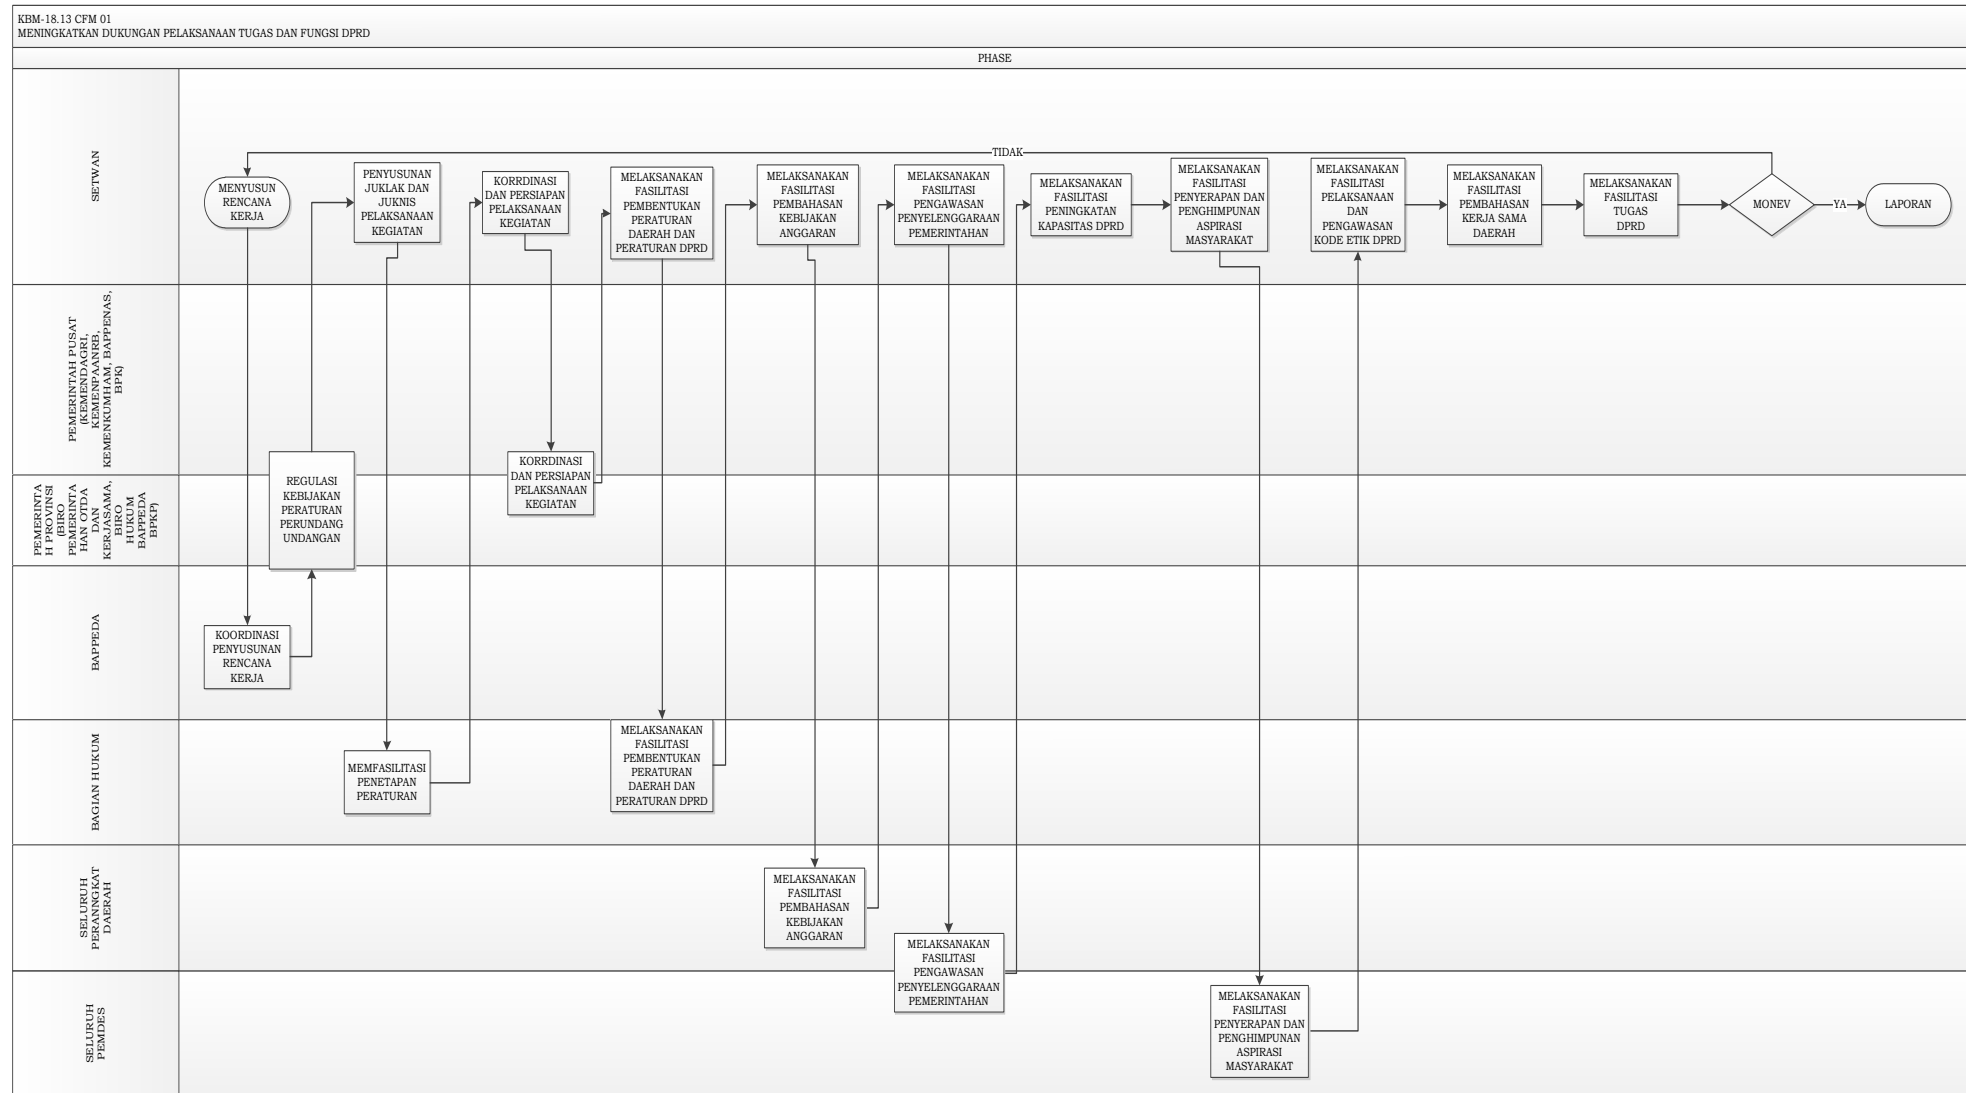 KBM-18.13 CFM 01
MENINGKATKAN DUKUNGAN PELAKSANAAN TUGAS DAN FUNGSI DPRD
PHASE
SETWAN
MENYUSUN
RENCANA
KERJA
PENYUSUNAN
JUKLAK DAN
JUKNIS
PELAKSANAAN
KEGIATAN
KORRDINASI
DAN PERSIAPAN
PELAKSANAAN
KEGIATAN
MELAKSANAKAN
FASILITASI
PEMBENTUKAN
PERATURAN
DAERAH DAN
PERATURAN DPRD
MELAKSANAKAN
FASILITASI
PEMBAHASAN
KEBIJAKAN
ANGGARAN
MELAKSANAKAN
FASILITASI
PENGAWASAN
PENYELENGGARAAN
PEMERINTAHAN
TIDAK
MELAKSANAKAN
FASILITASI
PENINGKATAN
KAPASITAS DPRD
MELAKSANAKAN
FASILITASI
PENYERAPAN DAN
PENGHIMPUNAN
ASPIRASI
MASYARAKAT
MELAKSANAKAN
FASILITASI
PELAKSANAAN
DAN
PENGAWASAN
KODE ETIK DPRD
MELAKSANAKAN
FASILITASI
PEMBAHASAN
KERJA SAMA
DAERAH
MELAKSANAKAN
FASILITASI
TUGAS
DPRD
MONEV
YA
LAPORAN
PEMERINTAH PUSAT
(KEMENDAGRI,
KEMENPAANRB,
KEMENKUMHAM, BAPPENAS,
BPK)
REGULASI
KEBIJAKAN
PERATURAN
PERUNDANG
UNDANGAN
KORRDINASI
DAN PERSIAPAN
PELAKSANAAN
KEGIATAN
PEMERINTA
H PROVINSI
(BIRO
PEMERINTA
HAN OTDA
DAN
KERJASAMA,
BIRO
HUKUM
BAPPEDA
BPKP)
BAPPEDA
KOORDINASI
PENYUSUNAN
RENCANA
KERJA
BAGIAN HUKUM
MEMFASILITASI
PENETAPAN
PERATURAN
MELAKSANAKAN
FASILITASI
PEMBENTUKAN
PERATURAN
DAERAH DAN
PERATURAN DPRD
SELURUH
PERANNGKAT
DAERAH
MELAKSANAKAN
FASILITASI
PEMBAHASAN
KEBIJAKAN
ANGGARAN
MELAKSANAKAN
FASILITASI
PENGAWASAN
PENYELENGGARAAN
PEMERINTAHAN
SELURUH
PEMDES
MELAKSANAKAN
FASILITASI
PENYERAPAN DAN
PENGHIMPUNAN
ASPIRASI
MASYARAKAT